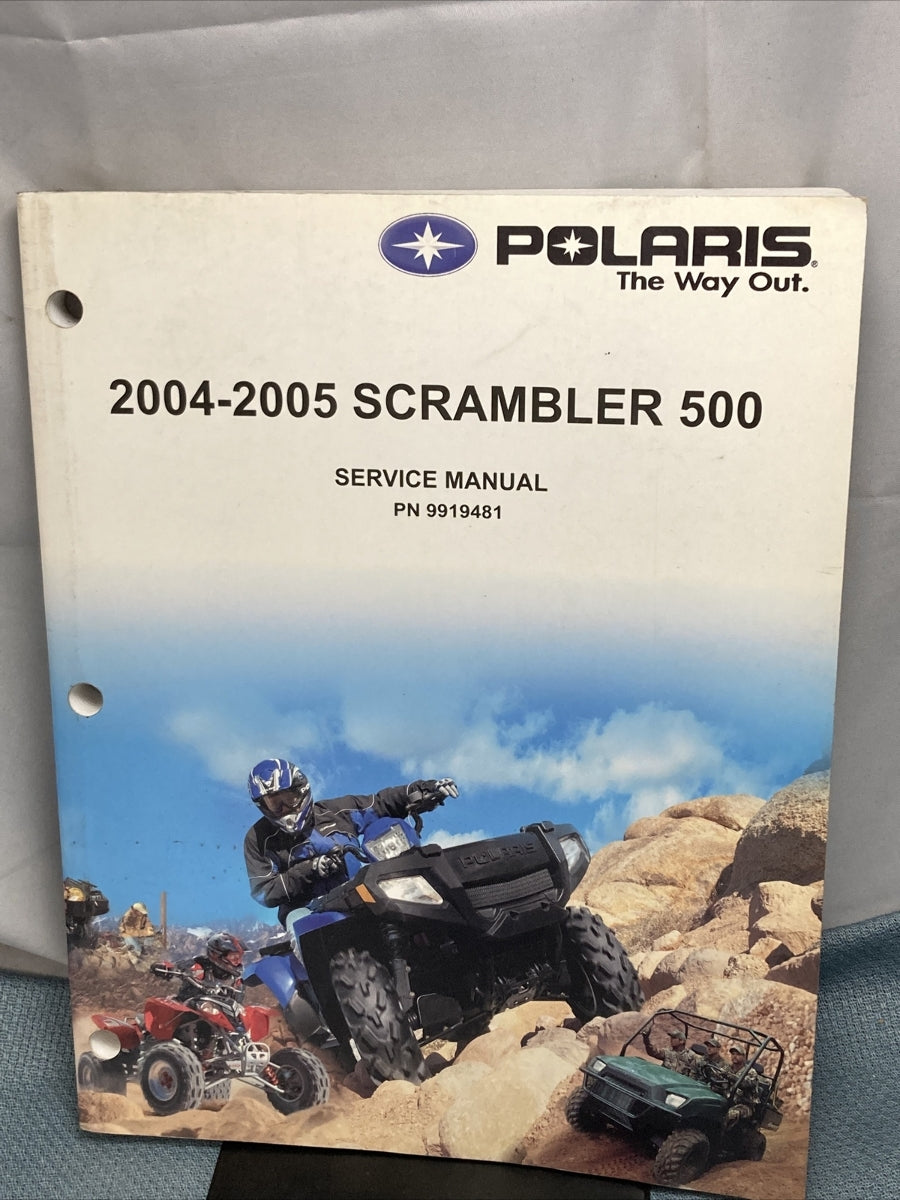 POLARIS®
The Way Out.
2004-2005 SCRAMBLER 500
SERVICE MANUAL
PN 9919481
POLARIS